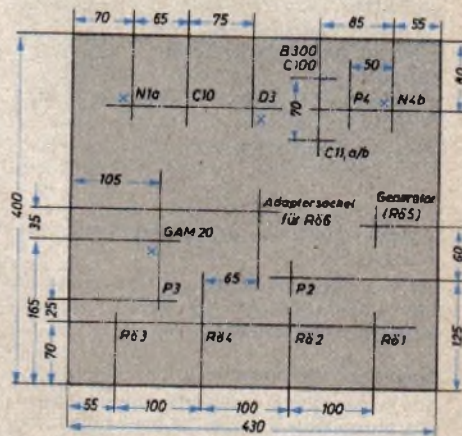 70 65 75 85 55
B300
C100
50
N1a C10 D3 P4 N4b
40
70
C11,a/b
400
105
35
Adaptersockel
für Rö6
Generator
(Rö5)
GAM 20
60
165
65
P3 P2
25
125
70
Rö3 Rö4 Rö2 Rö1
55 100 100 100
430